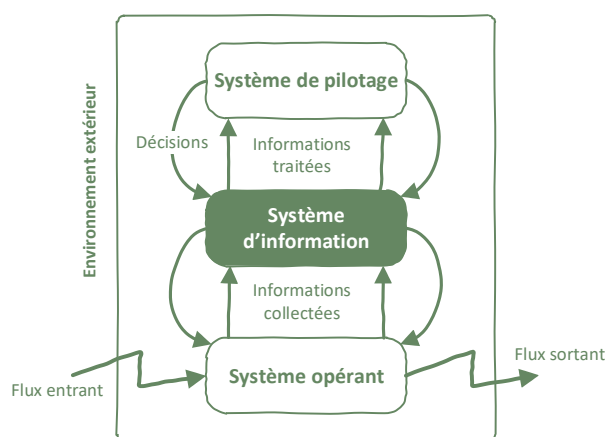 Système de pilotage
Décisions
Informations
traitées
Environnement extérieur
Système
d'information
Informations
collectées
Flux entrant
Système opérant
Flux sortant